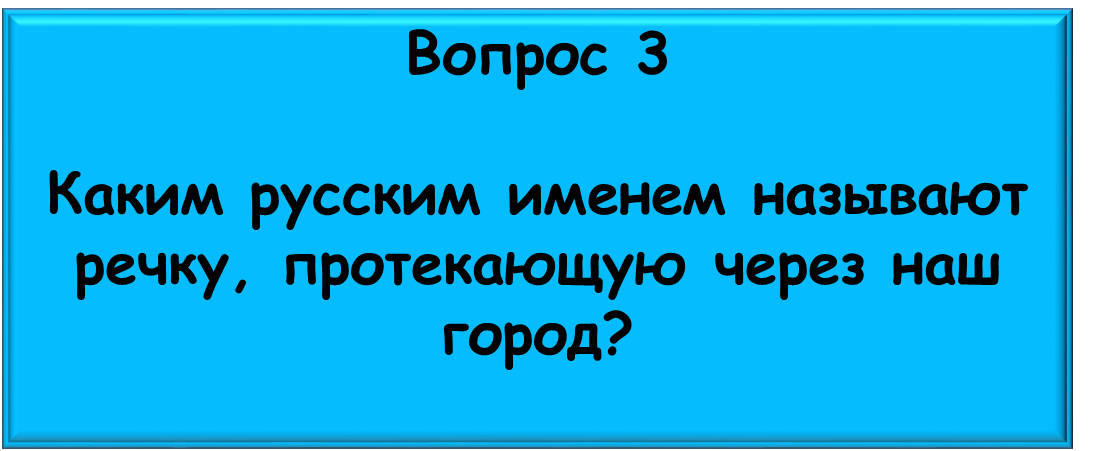 Вопрос 3
Каким русским именем называют
речку, протекающую через наш
город?